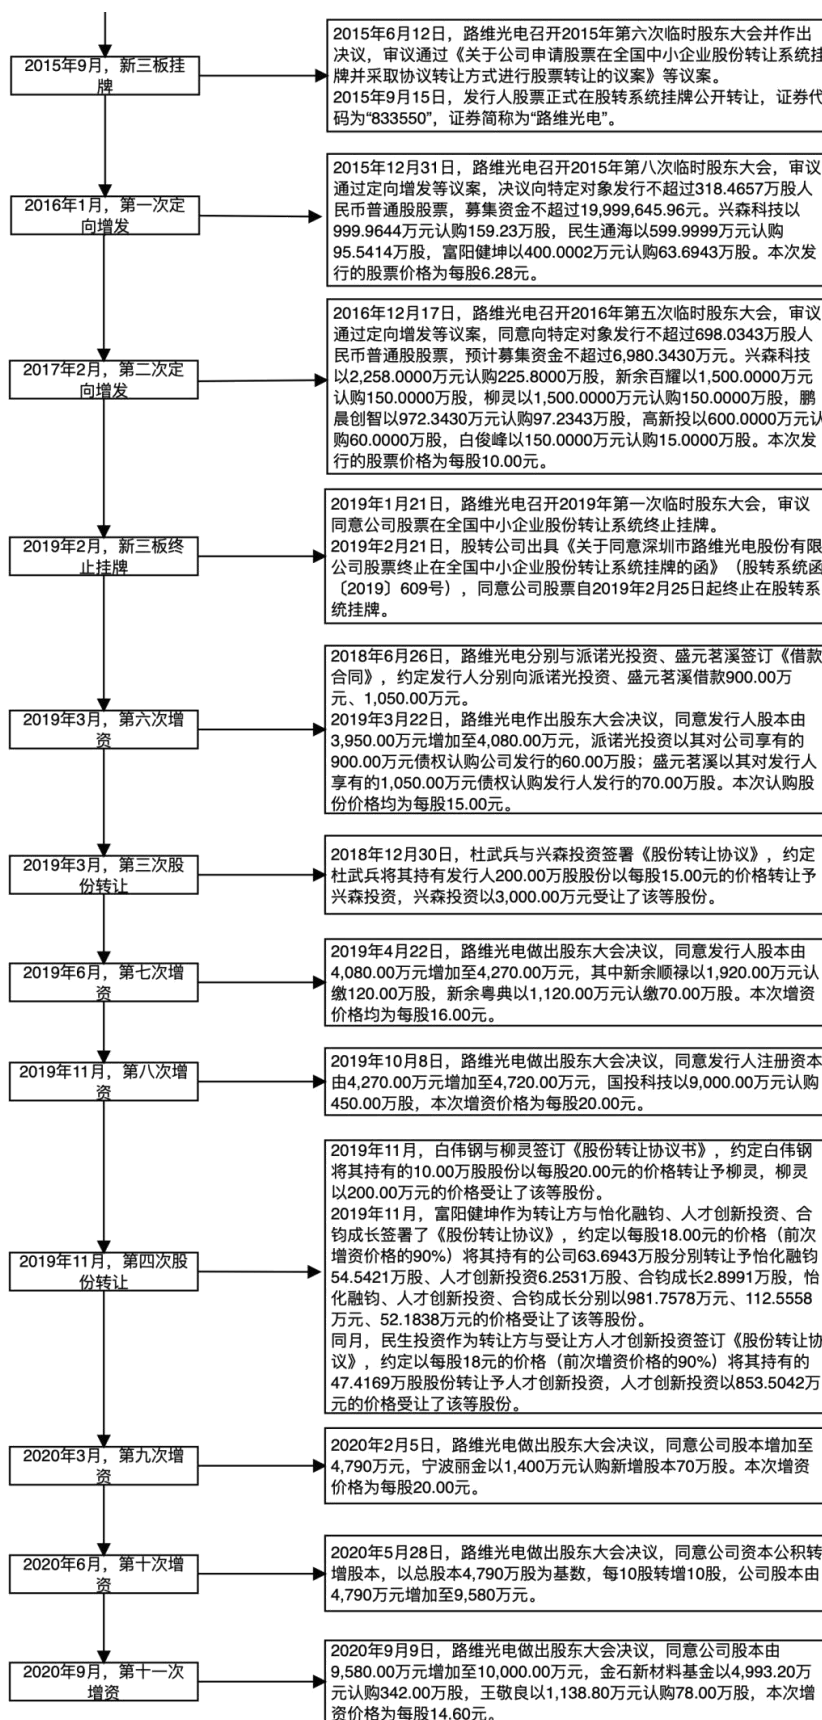 2015年9月，新三板挂
牌
2015年6月12日，路维光电召开2015年第六次临时股东大会并作出
决议，审议通过《关于公司申请股票在全国中小企业股份转让系统挂
牌并采取协议转让方式进行股票转让的议案》等议案。
2015年9月15日，发行人股票正式在股转系统挂牌公开转让，证券代
码为“833550”，证券简称为“路维光电”。
2016年1月，第一次定
向增发
2015年12月31日，路维光电召开2015年第八次临时股东大会，审议
通过定向增发等议案，决议向特定对象发行不超过318.4657万股人
民币普通股股票，募集资金不超过19,999,645.96元。兴森科技以
999.9644万元认购159.23万股，民生通海以599.9999万元认购
95.5414万股，富阳健坤以400.0002万元认购63.6943万股。本次发
行的股票价格为每股6.28元。
2017年2月，第二次定
向增发
2016年12月17日，路维光电召开2016年第五次临时股东大会，审议
通过定向增发等议案，同意向特定对象发行不超过698.0343万股人
民币普通股股票，预计募集资金不超过6,980.3430万元。兴森科技
以2,258.0000万元认购225.8000万股，新余百耀以1,500.0000万元
认购150.0000万股，柳灵以1,500.0000万元认购150.0000万股，鹏
晨创智以972.3430万元认购97.2343万股，高新投以600.0000万元认
购60.0000万股，白俊峰以150.0000万元认购15.0000万股。本次发
行的股票价格为每股10.00元。
2019年2月，新三板终
止挂牌
2019年1月21日，路维光电召开2019年第一次临时股东大会，审议
同意公司股票在全国中小企业股份转让系统终止挂牌。
2019年2月21日，股转公司出具《关于同意深圳市路维光电股份有限
公司股票终止在全国中小企业股份转让系统挂牌的函》（股转系统函
〔2019〕609号），同意公司股票自2019年2月25日起终止在股转系
统挂牌。
2019年3月，第六次增
资
2018年6月26日，路维光电分别与派诺光投资、盛元茗溪签订《借款
合同》，约定发行人分别向派诺光投资、盛元茗溪借款900.00万
元、1,050.00万元。
2019年3月22日，路维光电作出股东大会决议，同意发行人股本由
3,950.00万元增加至4,080.00万元，派诺光投资以其对公司享有的
900.00万元债权认购公司发行的60.00万股；盛元茗溪以其对发行人
享有的1,050.00万元债权认购发行人发行的70.00万股。本次认购股
份价格均为每股15.00元。
2019年3月，第三次股
份转让
2018年12月30日，杜武兵与兴森投资签署《股份转让协议》，约定
杜武兵将其持有发行人200.00万股股份以每股15.00元的价格转让予
兴森投资，兴森投资以3,000.00万元受让了该等股份。
2019年6月，第七次增
资
2019年4月22日，路维光电做出股东大会决议，同意发行人股本由
4,080.00万元增加至4,270.00万元，其中新余顺禄以1,920.00万元认
缴120.00万股，新余粤典以1,120.00万元认缴70.00万股。本次增资
价格均为每股16.00元。
2019年11月，第八次增
资
2019年10月8日，路维光电做出股东大会决议，同意发行人注册资本
由4,270.00万元增加至4,720.00万元，国投科技以9,000.00万元认购
450.00万股，本次增资价格为每股20.00元。
2019年11月，第四次股
份转让
2019年11月，白伟钢与柳灵签订《股份转让协议书》，约定白伟钢
将其持有的10.00万股股份以每股20.00元的价格转让予柳灵，柳灵
以200.00万元的价格受让了该等股份。
2019年11月，富阳健坤作为转让方与怡化融钧、人才创新投资、合
钧成长签署了《股份转让协议》，约定以每股18.00元的价格（前次
增资价格的90%）将其持有的公司63.6943万股分别转让予怡化融钧
54.5421万股、人才创新投资6.2531万股、合钧成长2.8991万股，怡
化融钧、人才创新投资、合钧成长分别以981.7578万元、112.5558
万元、52.1838万元的价格受让了该等股份。
同月，民生投资作为转让方与受让方人才创新投资签订《股份转让协
议》，约定以每股18元的价格（前次增资价格的90%）将其持有的
47.4169万股股份转让予人才创新投资，人才创新投资以853.5042万
元的价格受让了该等股份。
2020年3月，第九次增
资
2020年2月5日，路维光电做出股东大会决议，同意公司股本增加至
4,790万元，宁波丽金以1,400万元认购新增股本70万股。本次增资
价格为每股20.00元。
2020年6月，第十次增
资
2020年5月28日，路维光电做出股东大会决议，同意公司资本公积转
增股本，以总股本4,790万股为基数，每10股转增10股，公司股本由
4,790万元增加至9,580万元。
2020年9月，第十一次
增资
2020年9月9日，路维光电做出股东大会决议，同意公司股本由
9,580.00万元增加至10,000.00万元，金石新材料基金以4,993.20万
元认购342.00万股，王敬良以1,138.80万元认购78.00万股，本次增
资价格为每股14.60元。